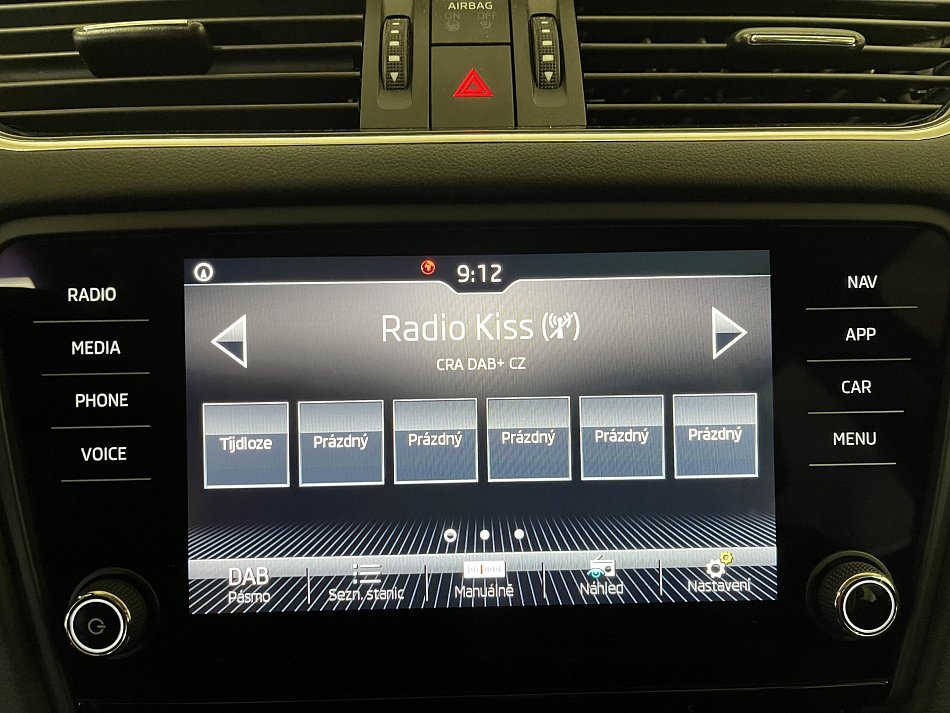 AIRBAG
ON OFF
9:12
RADIO
MEDIA
PHONE
VOICE
Radio Kiss
CRA DAB+ CZ
Tijdloze
Prázdný
Prázdný
Prázdný
Prázdný
Prázdný
DAB
Pásmo
Sezn. stanic
Manuálně
Náhled
Nastavení
NAV
APP
CAR
MENU